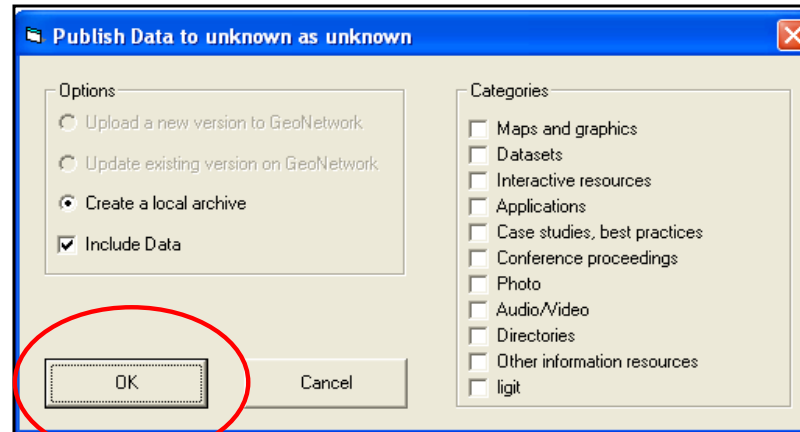 Publish Data to unknown as unknown
Options
Upload a new version to GeoNetwork
Update existing version on GeoNetwork
Create a local archive
Include Data
OK
Cancel
Categories
Maps and graphics
Datasets
Interactive resources
Applications
Case studies, best practices
Conference proceedings
Photo
Audio/Video
Directories
Other information resources
ligit